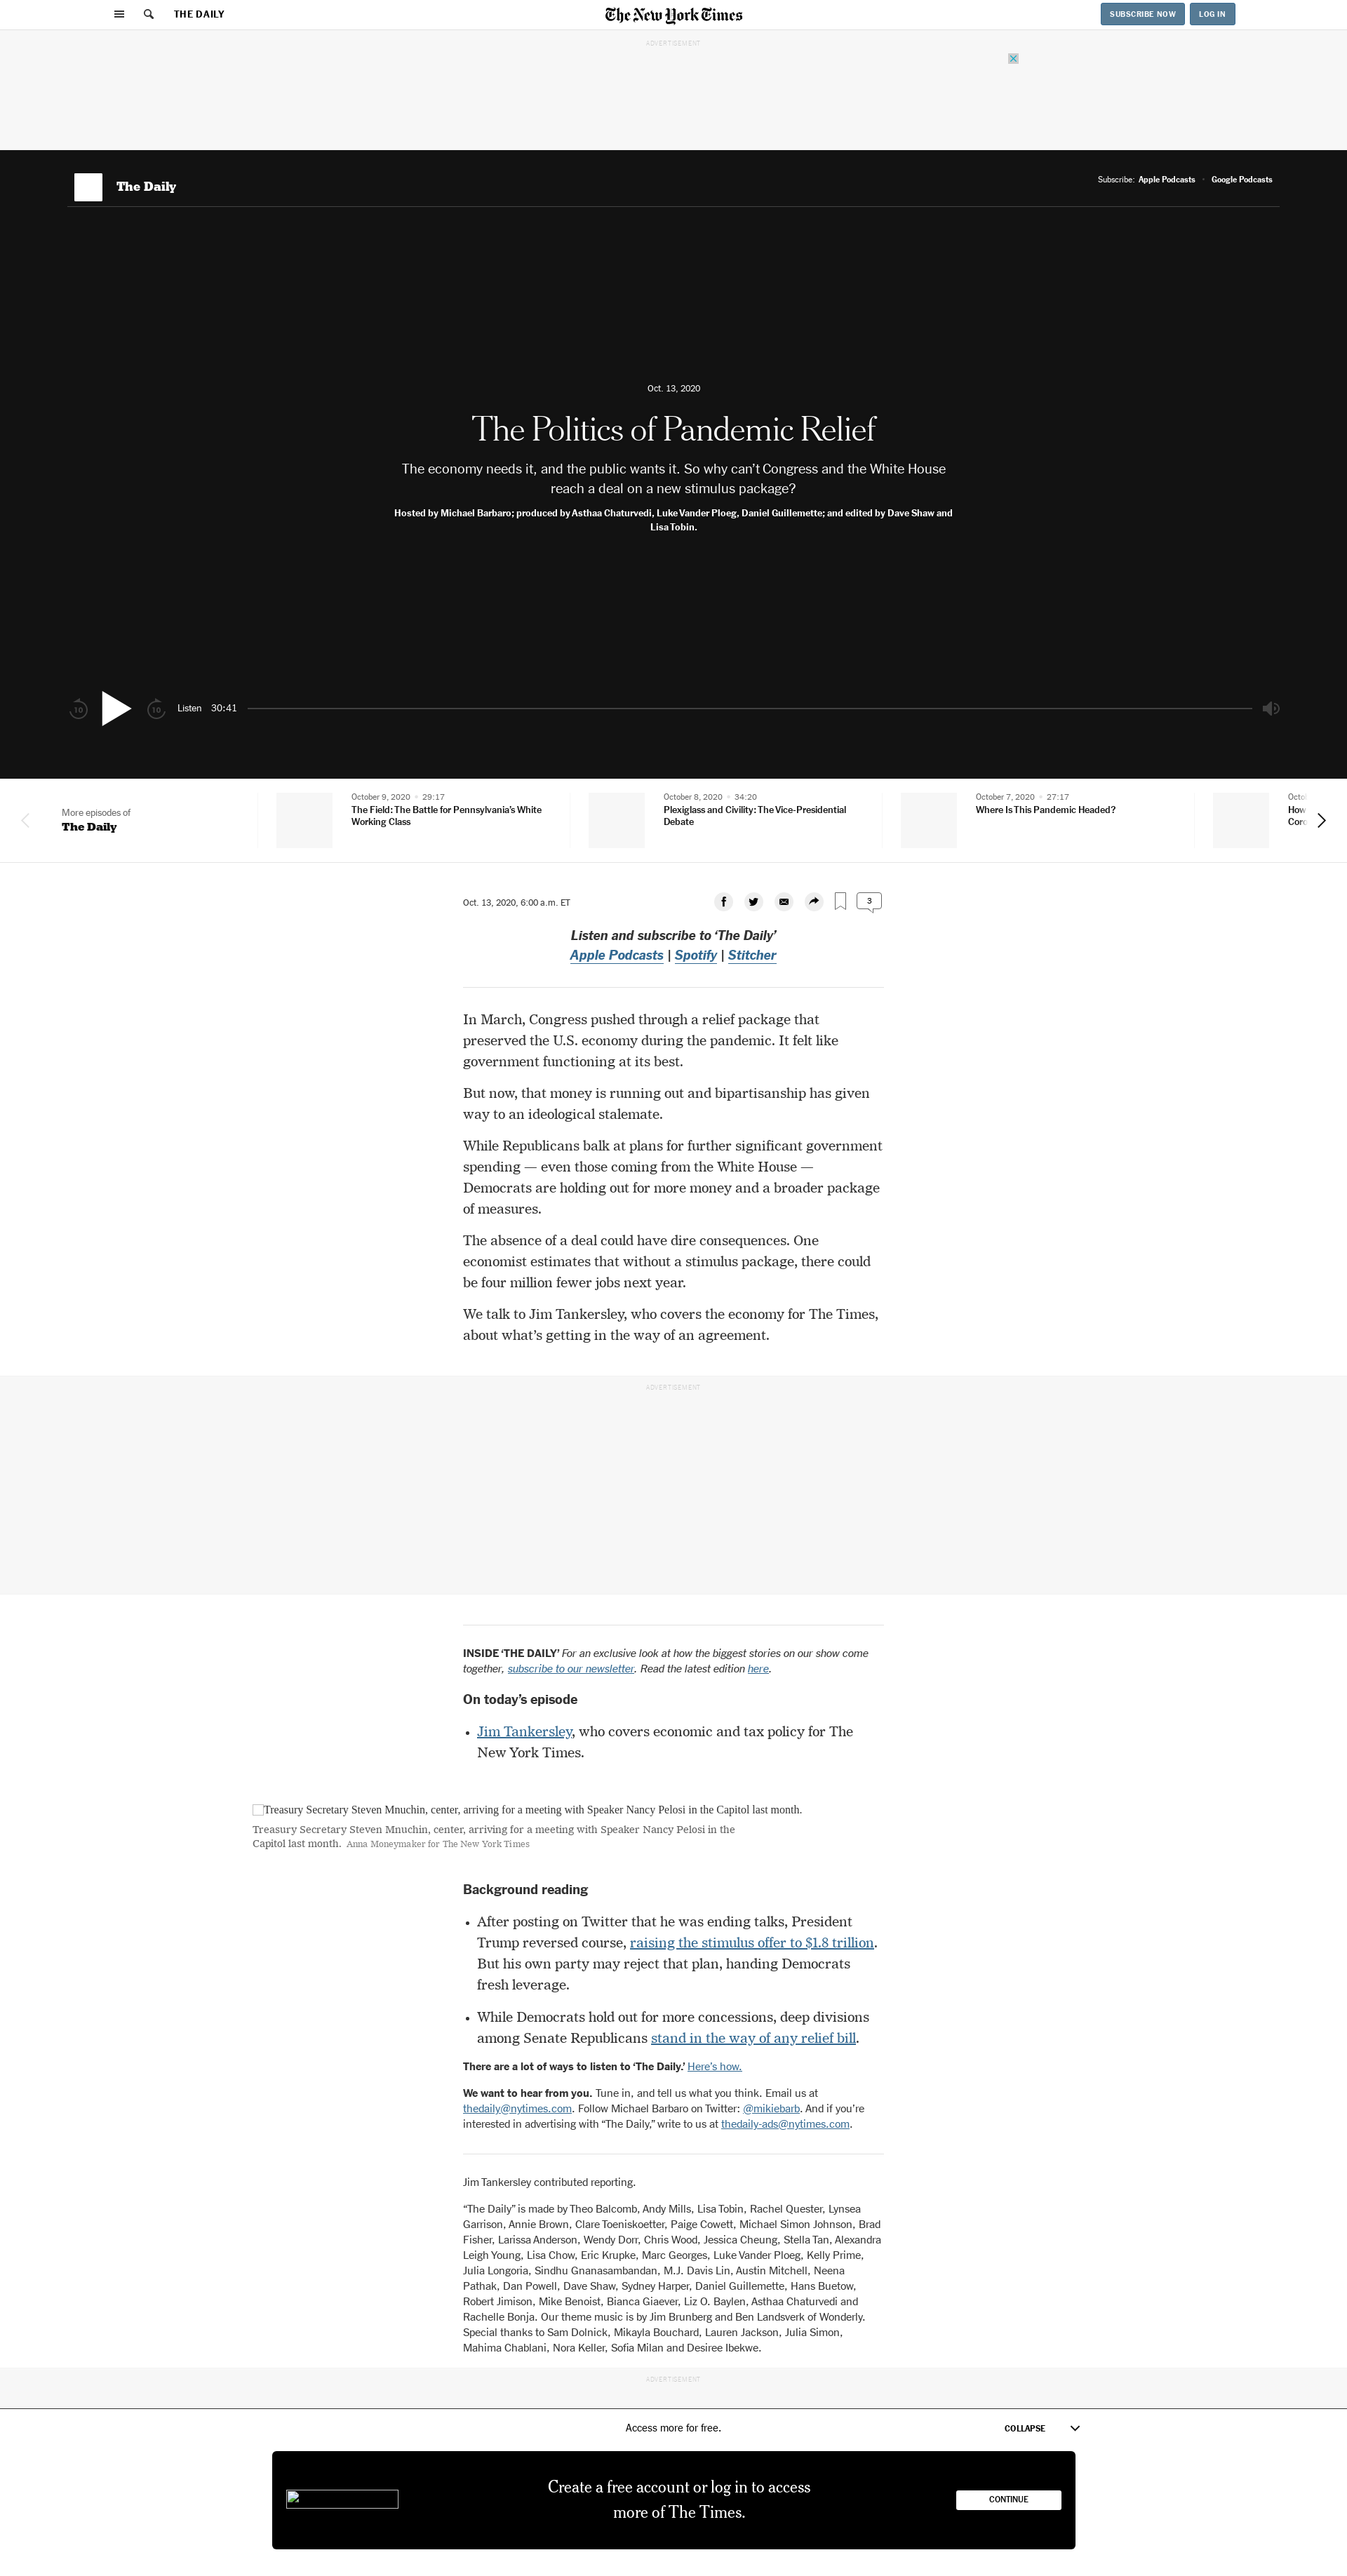 THE DAILY
The New York Times
SUBSCRIBE NOW
LOG IN
ADVERTISEMENT
The Daily
Subscribe: Apple Podcasts
Google Podcasts
Oct. 13, 2020
The Politics of Pandemic Relief
The economy needs it, and the public wants it. So why can’t Congress and the White House
reach a deal on a new stimulus package?
Hosted by Michael Barbaro; produced by Asthaa Chaturvedi, Luke Vander Ploeg, Daniel Guillemette; and edited by Dave Shaw and
Lisa Tobin.
10
10
Listen 30:41
More episodes of
The Daily
October 9, 2020 • 29:17
The Field: The Battle for Pennsylvania’s White
Working Class
October 8, 2020 • 34:20
Plexiglass and Civility: The Vice-Presidential
Debate
October 7, 2020 • 27:17
Where Is This Pandemic Headed?
How
Oct. 13, 2020, 6:00 a.m. ET
3
Listen and subscribe to ‘The Daily’
Apple Podcasts | Spotify | Stitcher
In March, Congress pushed through a relief package that
preserved the U.S. economy during the pandemic. It felt like
government functioning at its best.
But now, that money is running out and bipartisanship has given
way to an ideological stalemate.
While Republicans balk at plans for further significant government
spending — even those coming from the White House —
Democrats are holding out for more money and a broader package
of measures.
The absence of a deal could have dire consequences. One
economist estimates that without a stimulus package, there could
be four million fewer jobs next year.
We talk to Jim Tankersley, who covers the economy for The Times,
about what’s getting in the way of an agreement.
ADVERTISEMENT
INSIDE ‘THE DAILY’ For an exclusive look at how the biggest stories on our show come
together, subscribe to our newsletter. Read the latest edition here.
On today’s episode
• Jim Tankersley, who covers economic and tax policy for The
New York Times.
Treasury Secretary Steven Mnuchin, center, arriving for a meeting with Speaker Nancy Pelosi in the Capitol last month.
Treasury Secretary Steven Mnuchin, center, arriving for a meeting with Speaker Nancy Pelosi in the
Capitol last month. Anna Moneymaker for The New York Times
Background reading
• After posting on Twitter that he was ending talks, President
Trump reversed course, raising the stimulus offer to $1.8 trillion.
But his own party may reject that plan, handing Democrats
fresh leverage.
• While Democrats hold out for more concessions, deep divisions
among Senate Republicans stand in the way of any relief bill.
There are a lot of ways to listen to ‘The Daily.’ Here’s how.
We want to hear from you. Tune in, and tell us what you think. Email us at
thedaily@nytimes.com. Follow Michael Barbaro on Twitter: @mikiebarb. And if you’re
interested in advertising with “The Daily,” write to us at thedaily-ads@nytimes.com.
Jim Tankersley contributed reporting.
“The Daily” is made by Theo Balcomb, Andy Mills, Lisa Tobin, Rachel Quester, Lynsea
Garrison, Annie Brown, Clare Toeniskoetter, Paige Cowett, Michael Simon Johnson, Brad
Fisher, Larissa Anderson, Wendy Dorr, Chris Wood, Jessica Cheung, Stella Tan, Alexandra
Leigh Young, Lisa Chow, Eric Krupke, Marc Georges, Luke Vander Ploeg, Kelly Prime,
Julia Longoria, Sindhu Gnanasambandan, M.J. Davis Lin, Austin Mitchell, Neena
Pathak, Dan Powell, Dave Shaw, Sydney Harper, Daniel Guillemette, Hans Buetow,
Robert Jimison, Mike Benoist, Bianca Giaever, Liz O. Baylen, Asthaa Chaturvedi and
Rachelle Bonja. Our theme music is by Jim Brunberg and Ben Landsverk of Wonderly.
Special thanks to Sam Dolnick, Mikayla Bouchard, Lauren Jackson, Julia Simon,
Mahima Chablani, Nora Keller, Sofia Milan and Desiree Ibekwe.
ADVERTISEMENT
Access more for free.
COLLAPSE
Create a free account or log in to access
more of The Times.
CONTINUE